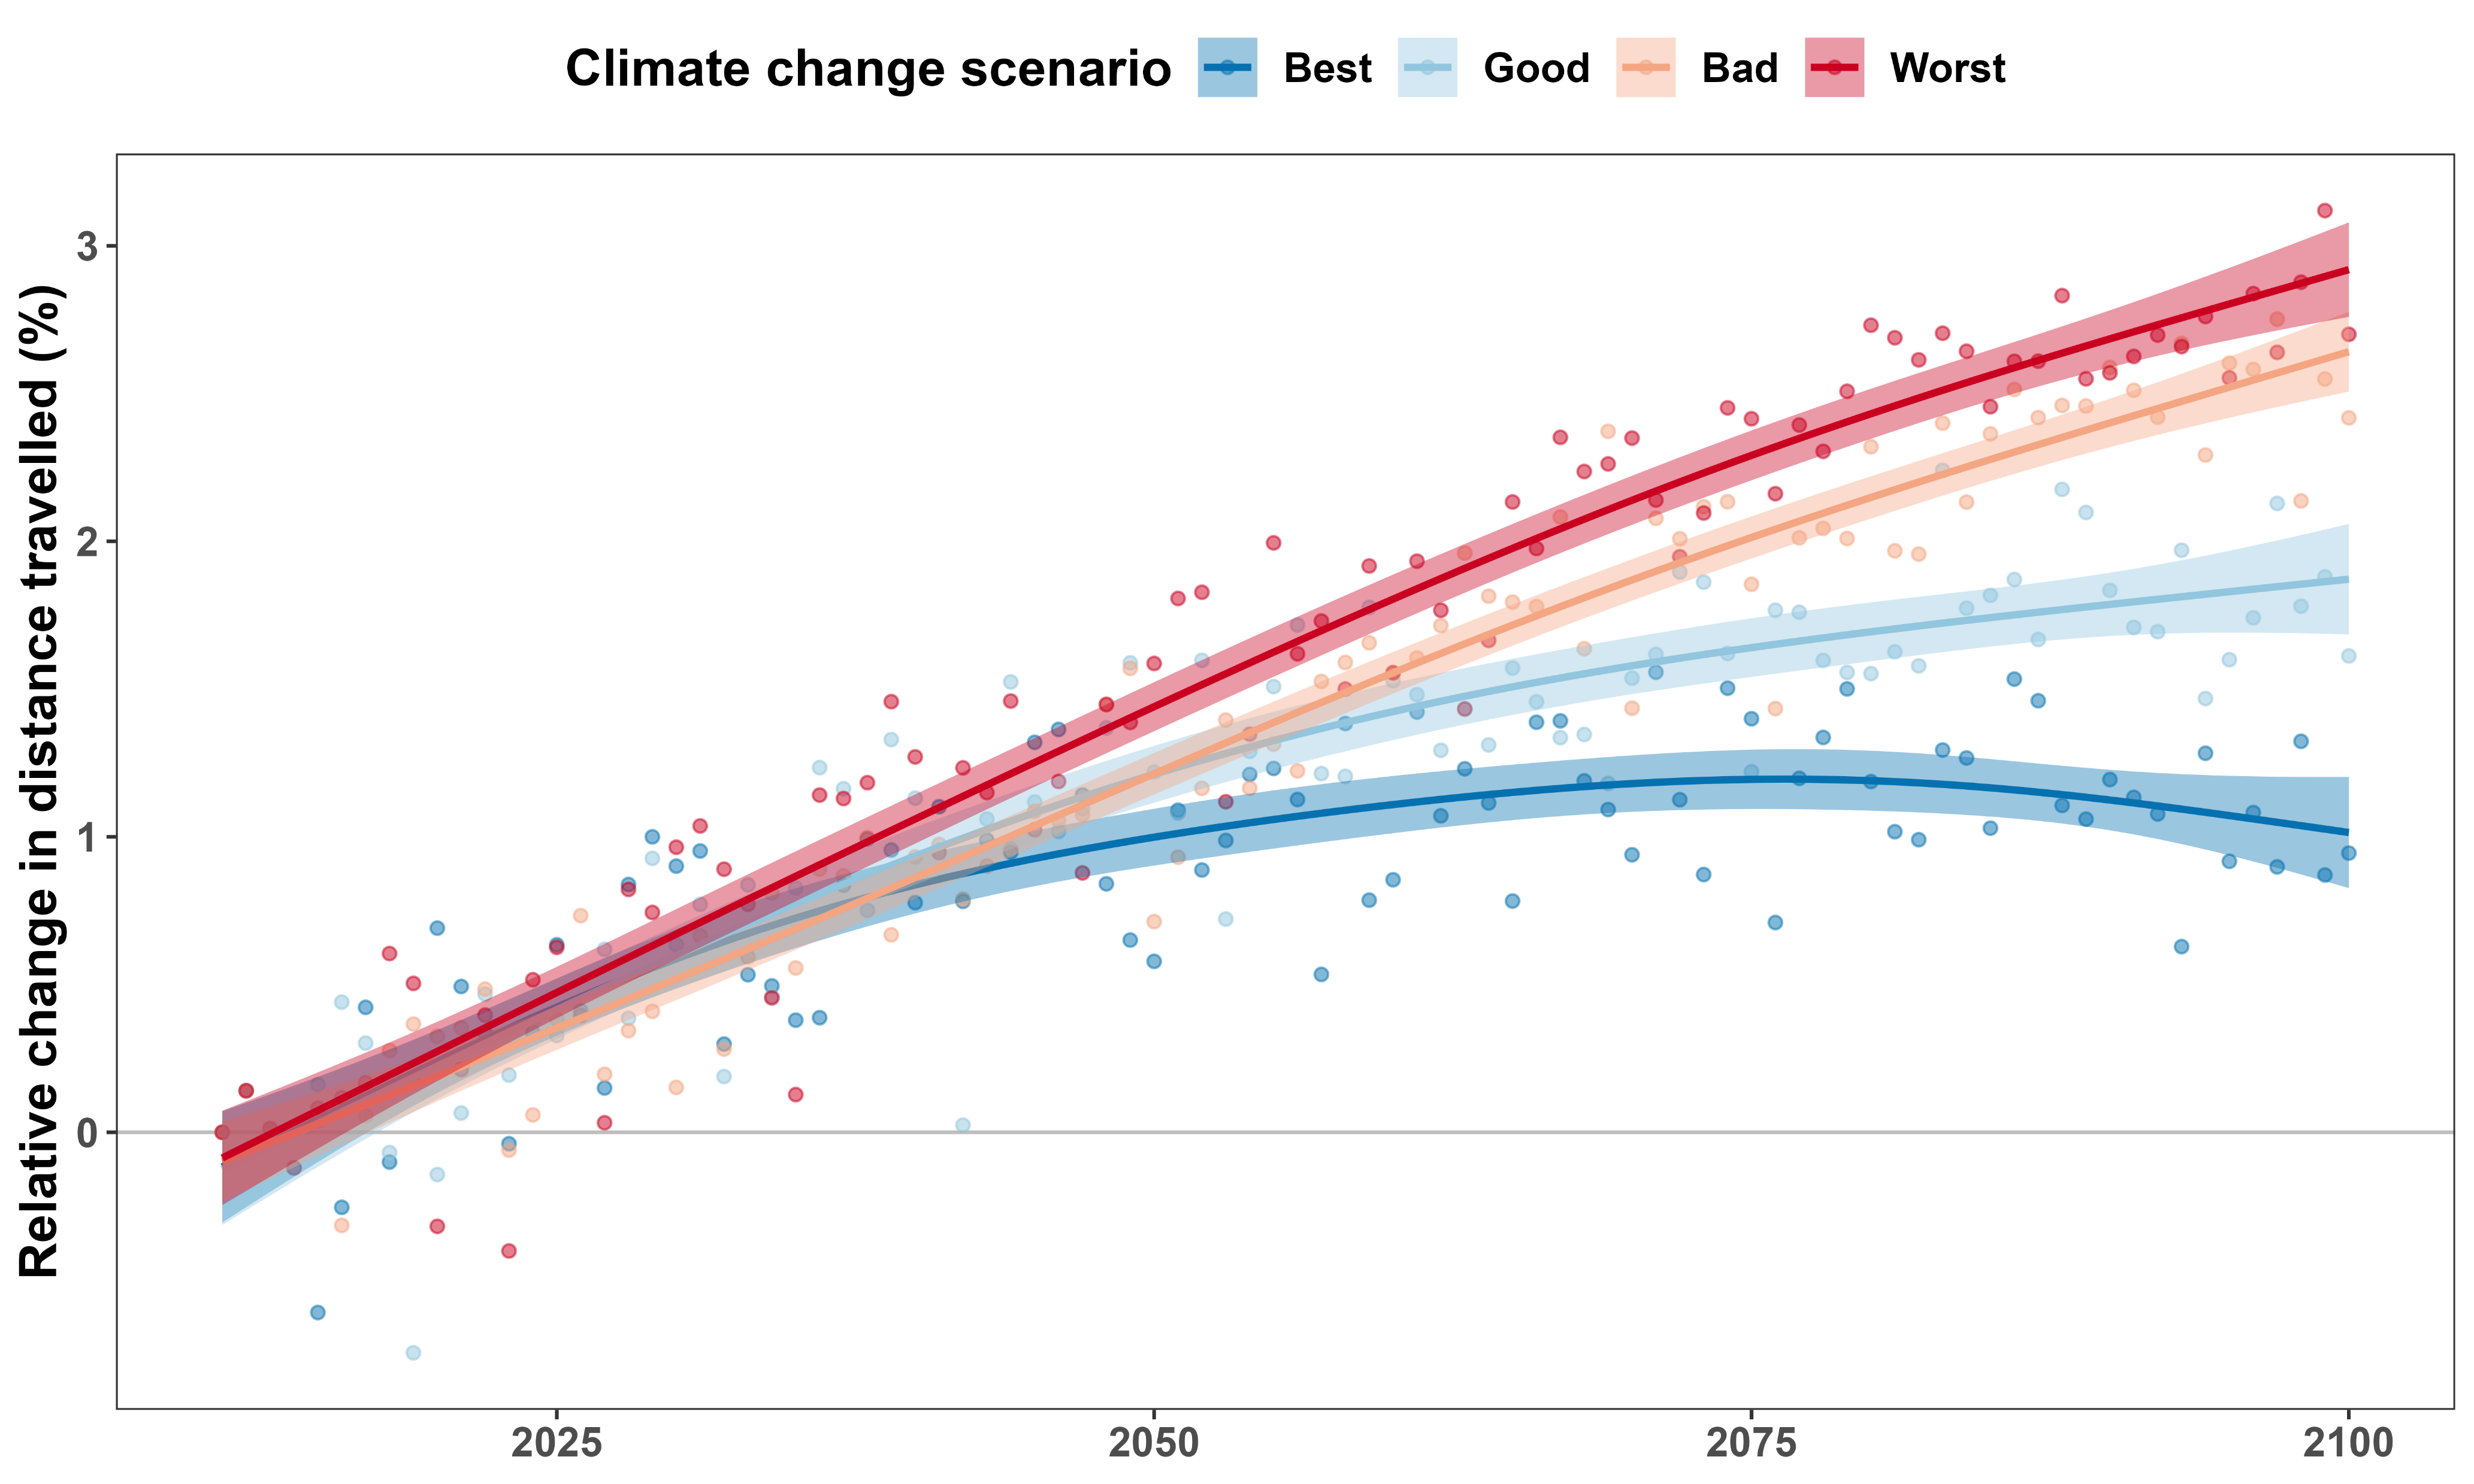 Climate change scenario Best Good Bad Worst
Relative change in distance travelled (%)
3
2
1
0
2025 2050 2075 2100